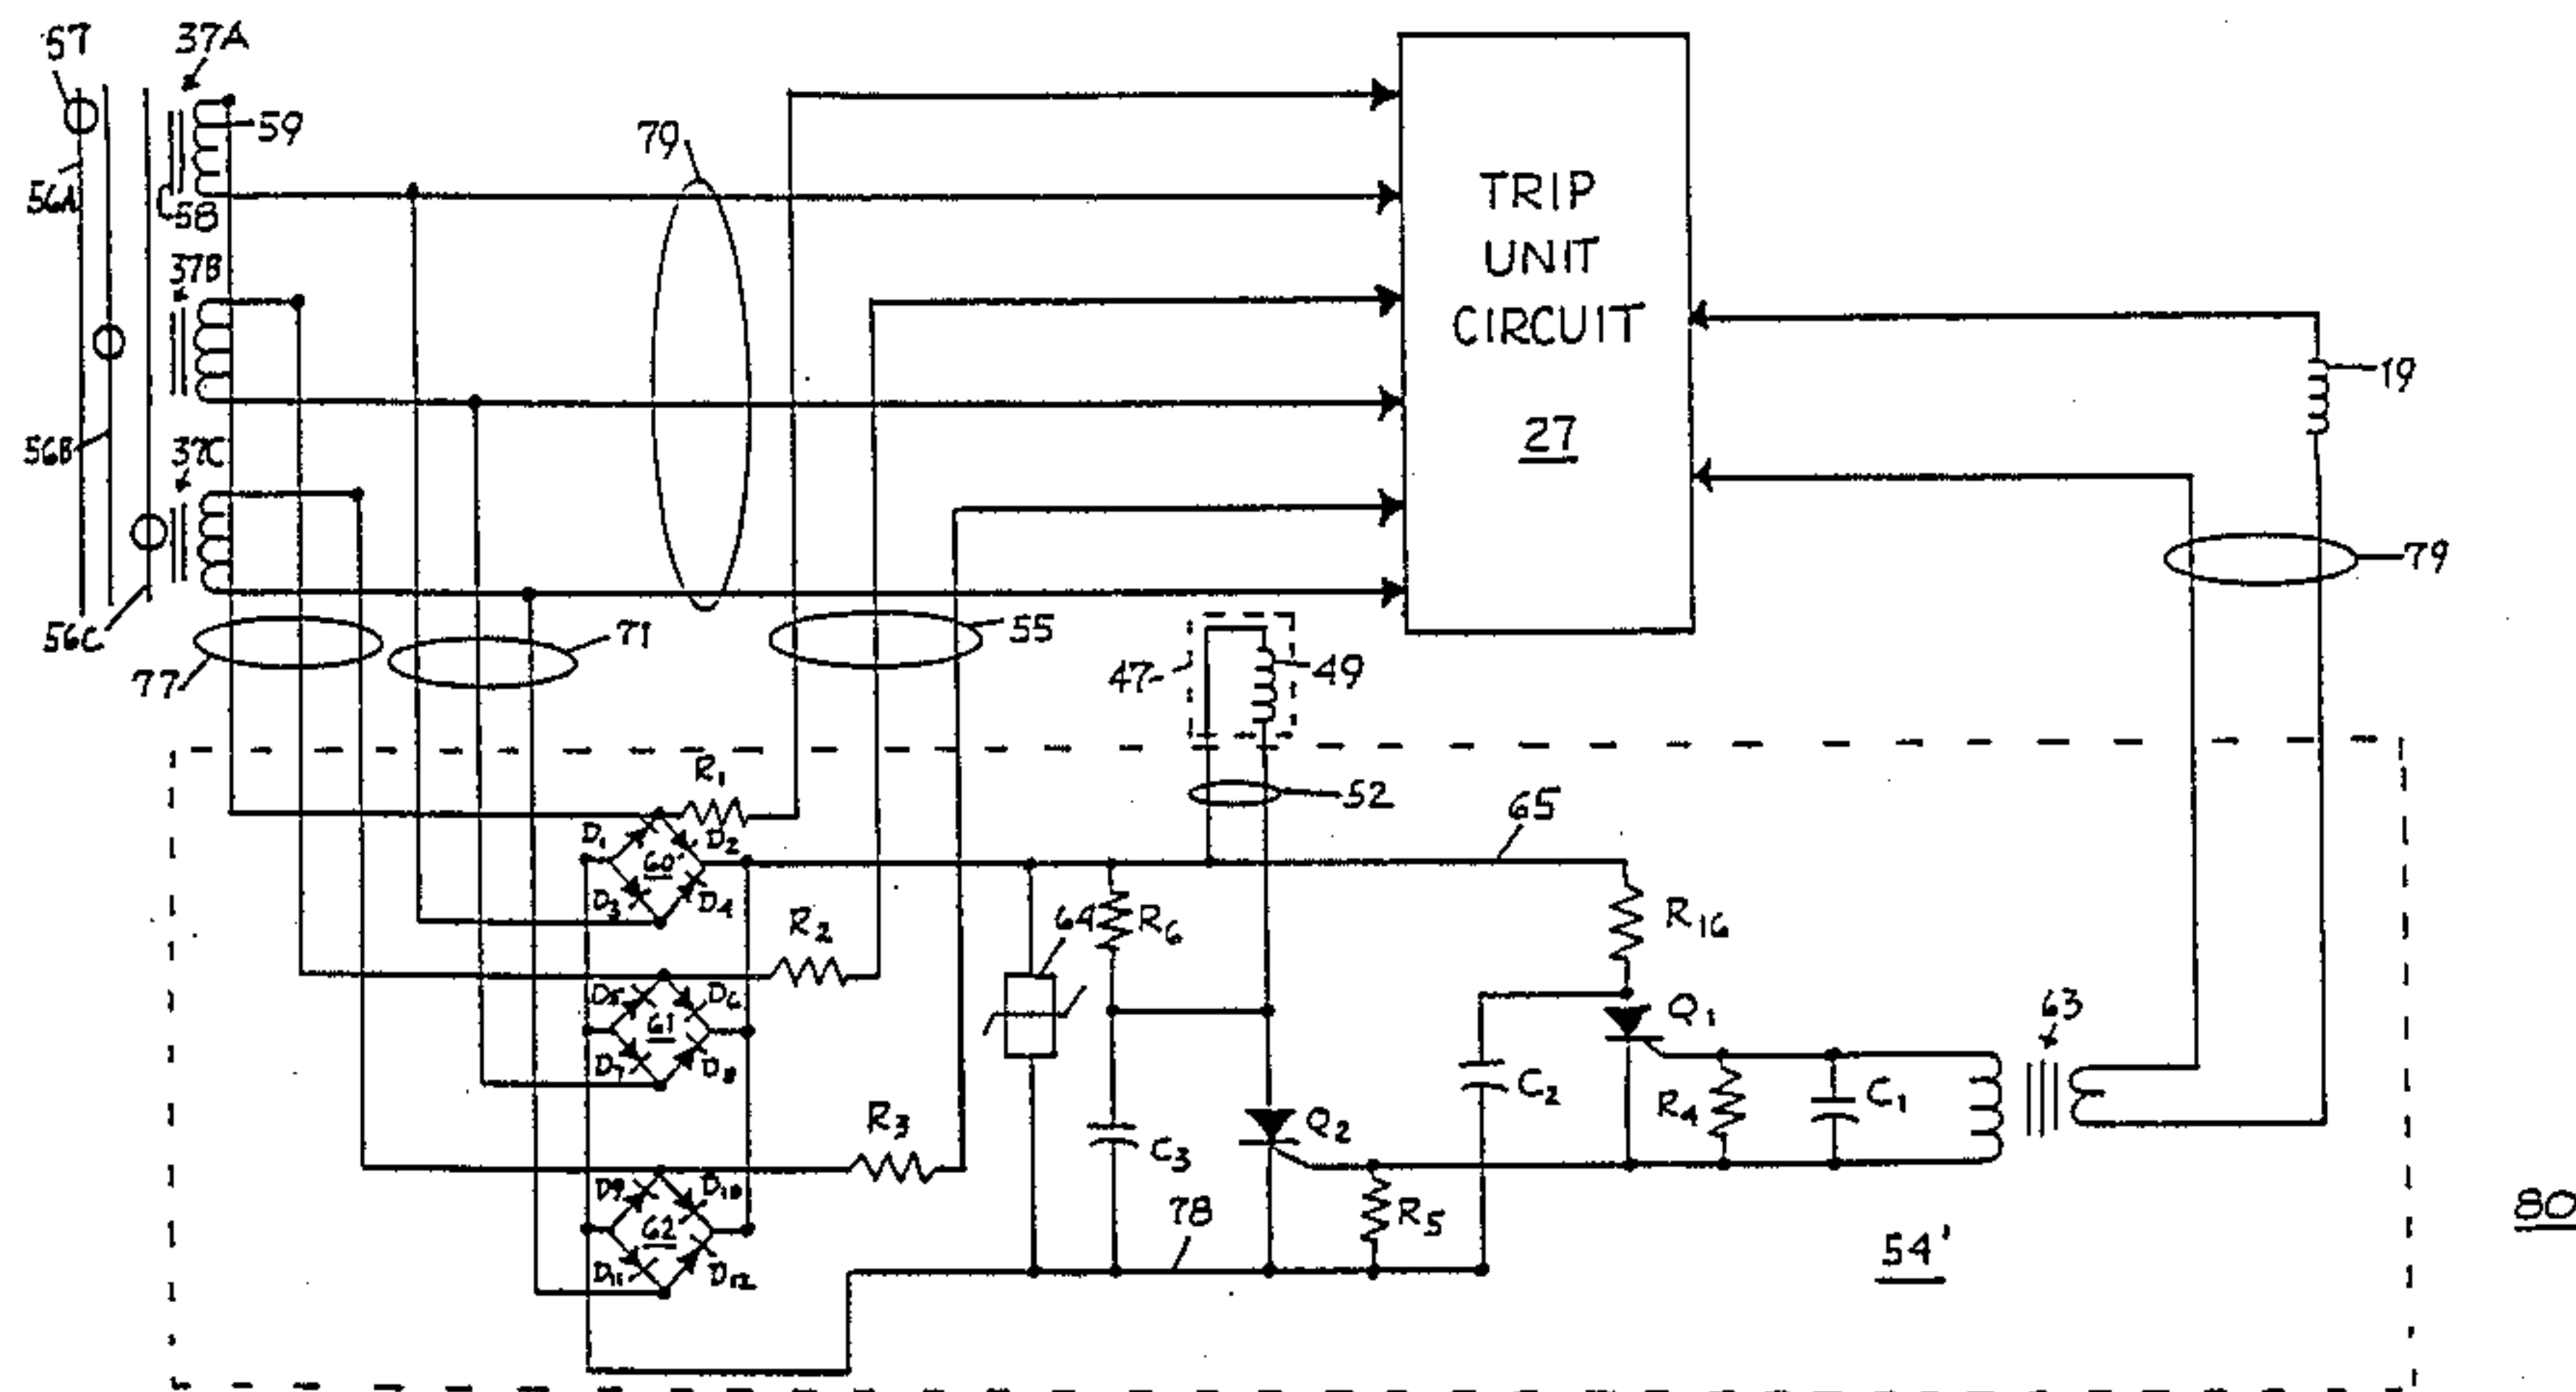 57
37A
59
56A
58
79
37B
56B
37C
56C
77
71
55
TRIP
UNIT
CIRCUIT
27
19
79
47
49
52
65
R1
D1
D2
60
D3
D4
R2
64
R6
R16
D5
D6
61
D7
D8
Q1
63
C2
R4
C1
R3
C3
Q2
D9
D10
62
D11
D12
78
R5
54'
80